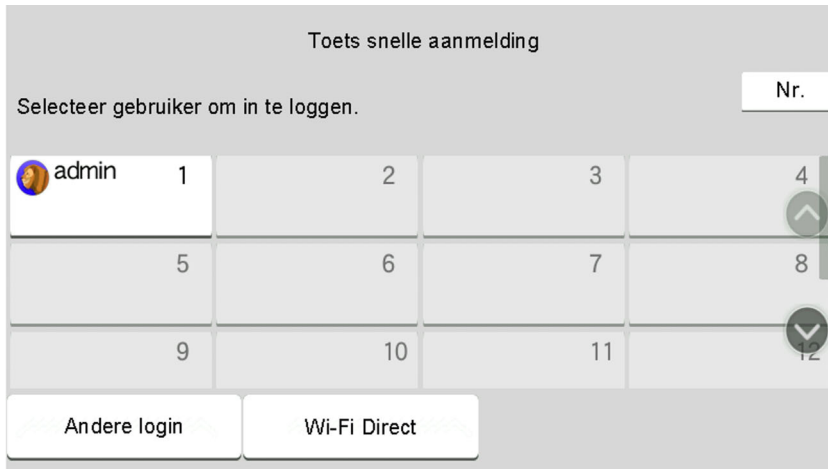 Toets snelle aanmelding
Nr.
Selecteer gebruiker om in te loggen.
admin 1 2 3 4
5 6 7 8
9 10 11 12
Andere login Wi-Fi Direct